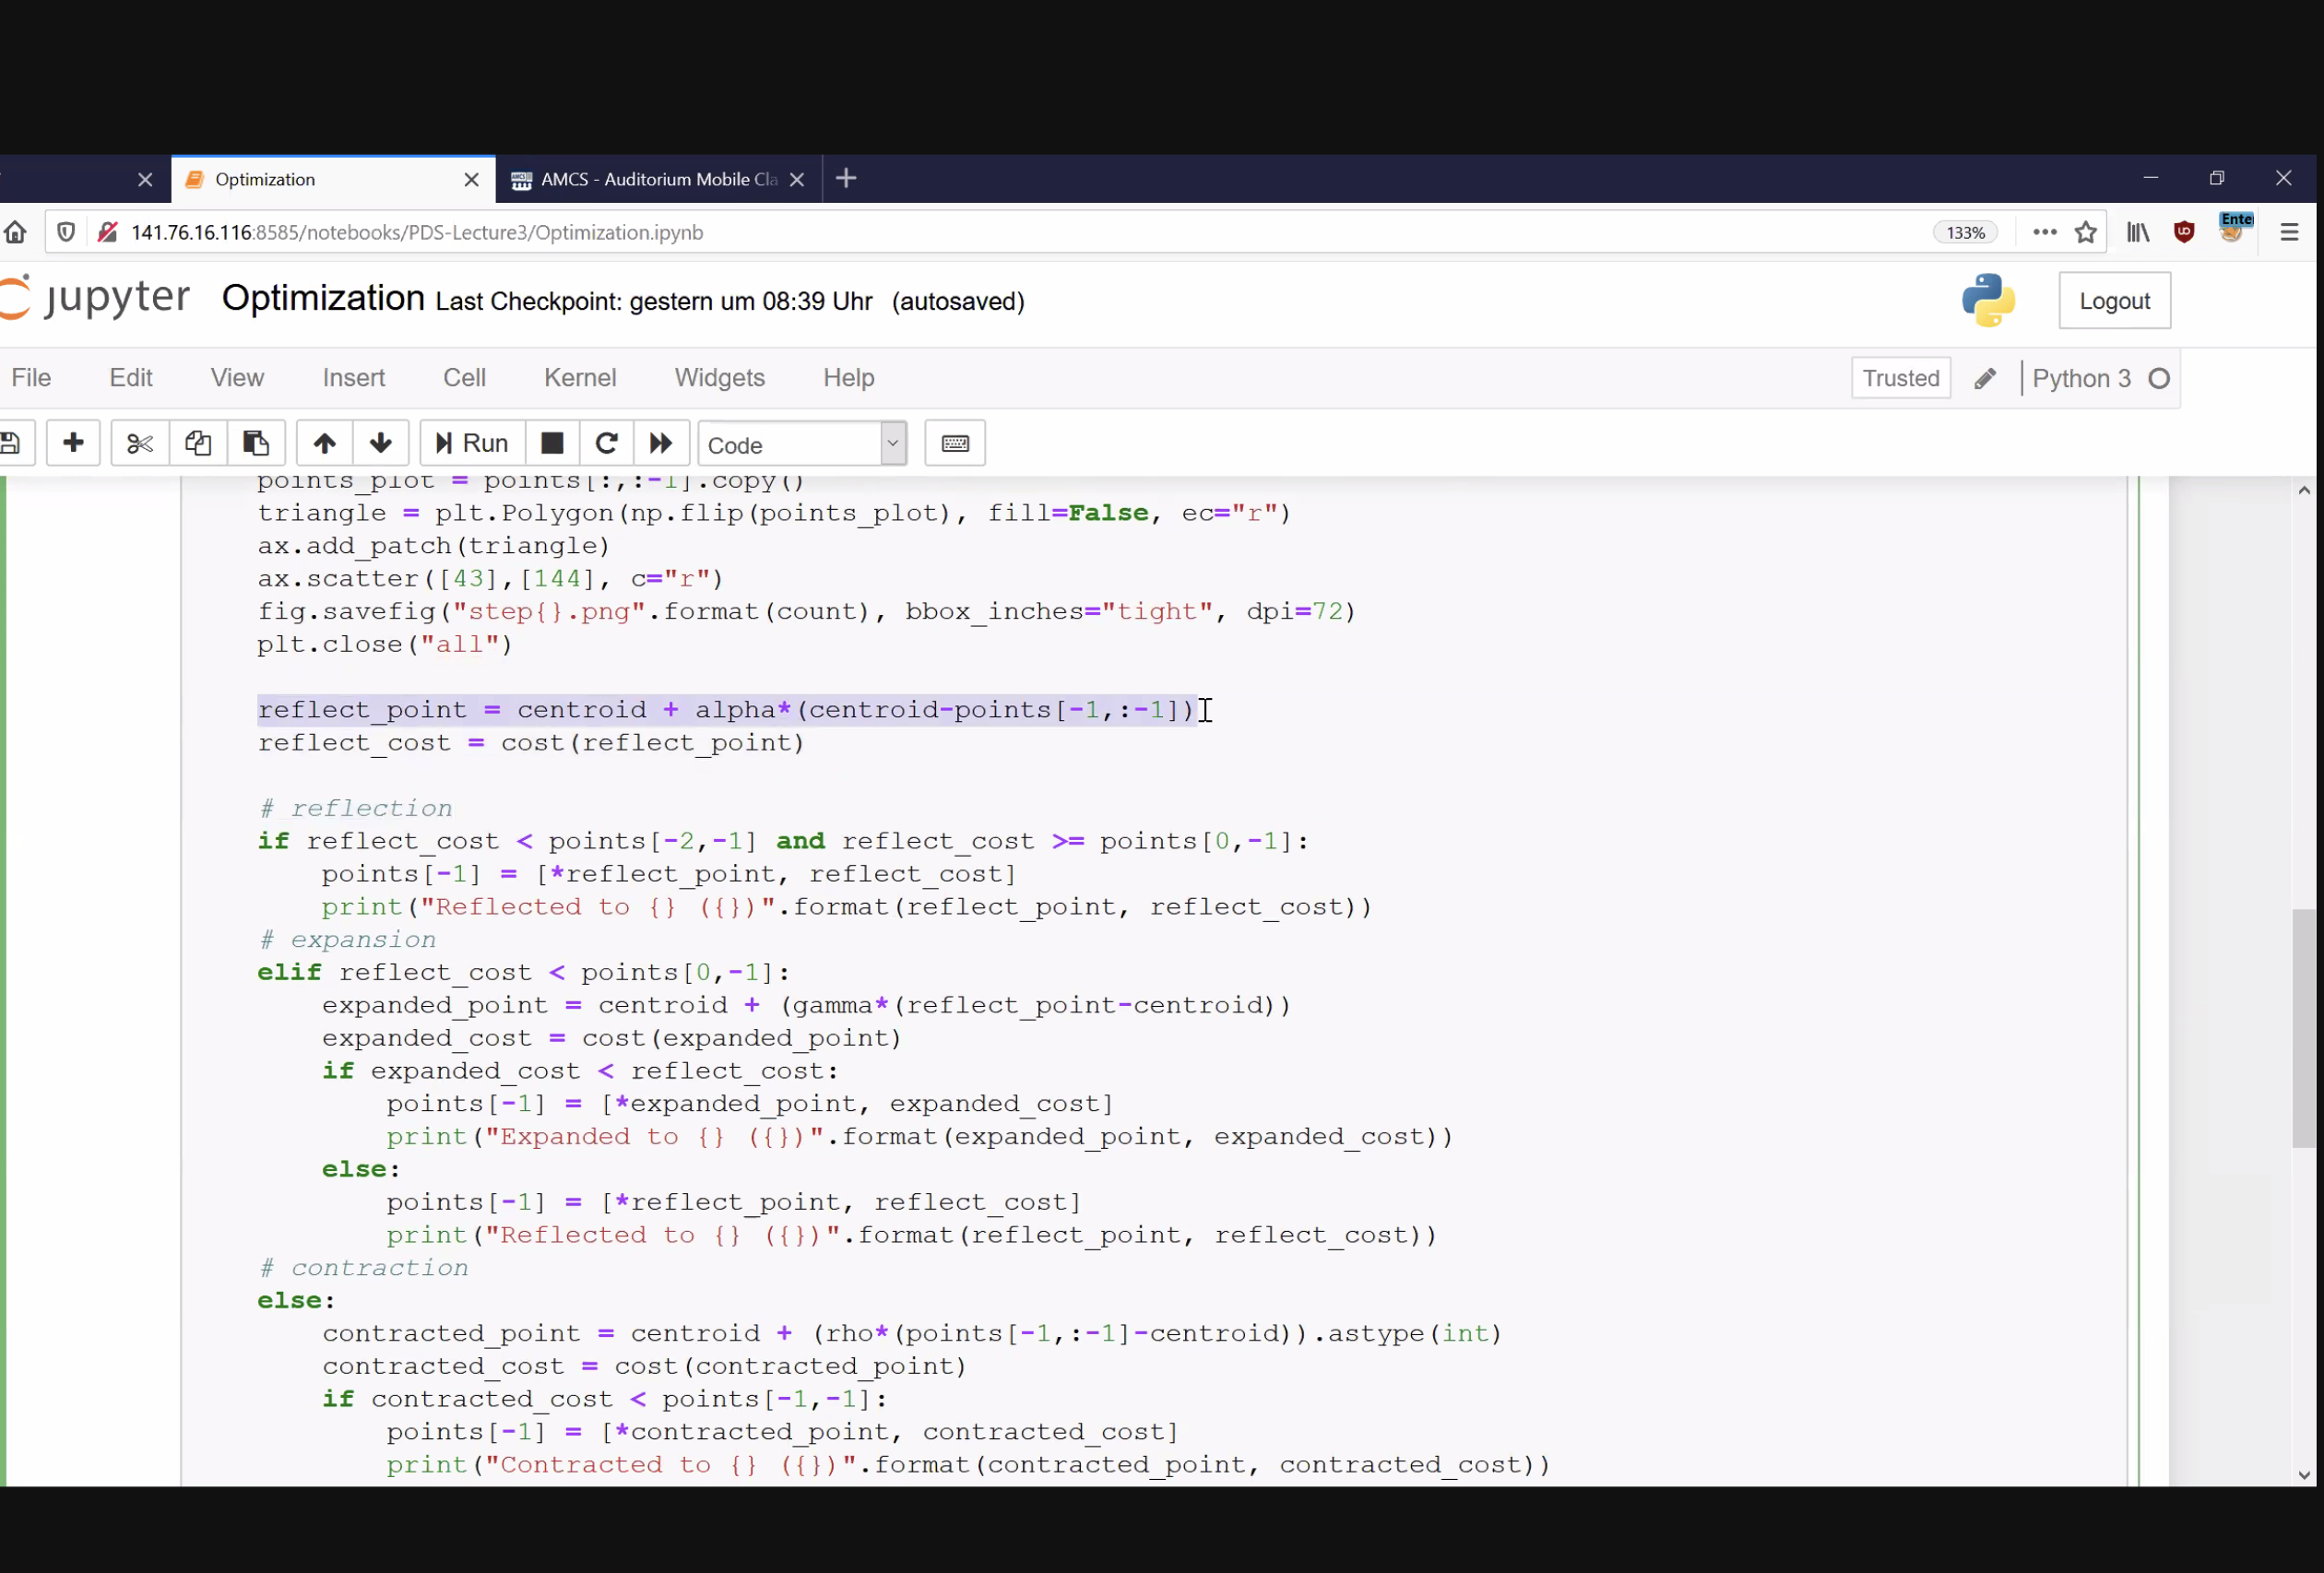 Optimization
AMCS - Auditorium Mobile Cla
141.76.16.116:8585/notebooks/PDS-Lecture3/Optimization.ipynb
133%
Ente
jupyter Optimization Last Checkpoint: gestern um 08:39 Uhr (autosaved)
Logout
File Edit View Insert Cell Kernel Widgets Help
Trusted
Python 3
Run
Code
points_plot = points[:,:-1].copy()
triangle = plt.Polygon(np.flip(points_plot), fill=False, ec="r")
ax.add_patch(triangle)
ax.scatter([43],[144], c="r")
fig.savefig("step{}.png".format(count), bbox_inches="tight", dpi=72)
plt.close("all")
reflect_point = centroid + alpha*(centroid-points[-1,:-1])
reflect_cost = cost(reflect_point)
# reflection
if reflect_cost < points[-2,-1] and reflect_cost >= points[0,-1]:
points[-1] = [*reflect_point, reflect_cost]
print("Reflected to {} ({})".format(reflect_point, reflect_cost))
# expansion
elif reflect_cost < points[0,-1]:
expanded_point = centroid + (gamma*(reflect_point-centroid))
expanded_cost = cost(expanded_point)
if expanded_cost < reflect_cost:
points[-1] = [*expanded_point, expanded_cost]
print("Expanded to {} ({})".format(expanded_point, expanded_cost))
else:
points[-1] = [*reflect_point, reflect_cost]
print("Reflected to {} ({})".format(reflect_point, reflect_cost))
# contraction
else:
contracted_point = centroid + (rho*(points[-1,:-1]-centroid)).astype(int)
contracted_cost = cost(contracted_point)
if contracted_cost < points[-1,-1]:
points[-1] = [*contracted_point, contracted_cost]
print("Contracted to {} ({})".format(contracted_point, contracted_cost))